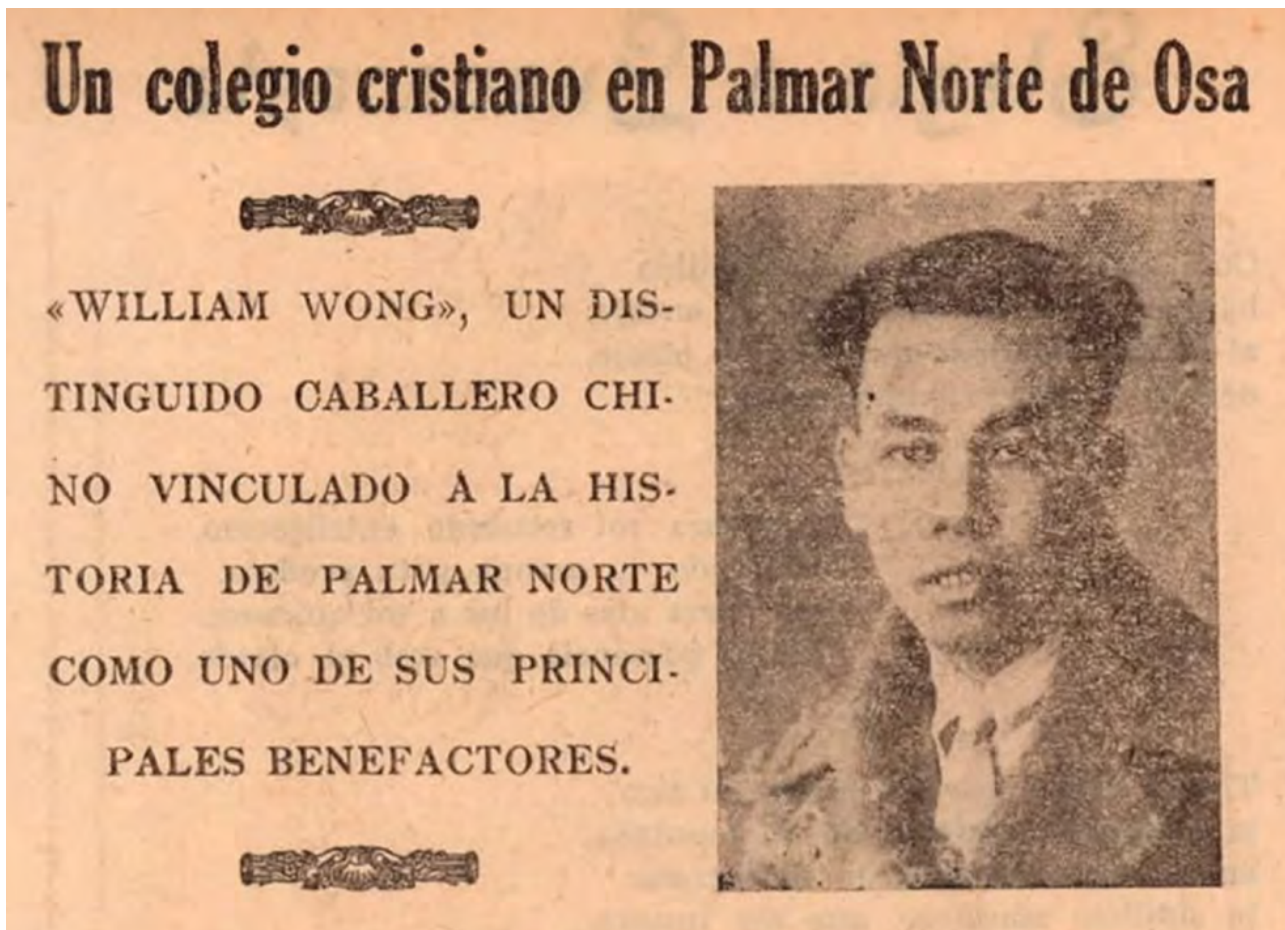 Un colegio cristiano en Palmar Norte de Osa
«WILLIAM WONG», UN DIS-
TINGUIDO CABALLERO CHI-
NO VINCULADO A LA HIS-
TORIA DE PALMAR NORTE
COMO UNO DE SUS PRINCI-
PALES BENEFACTORES.